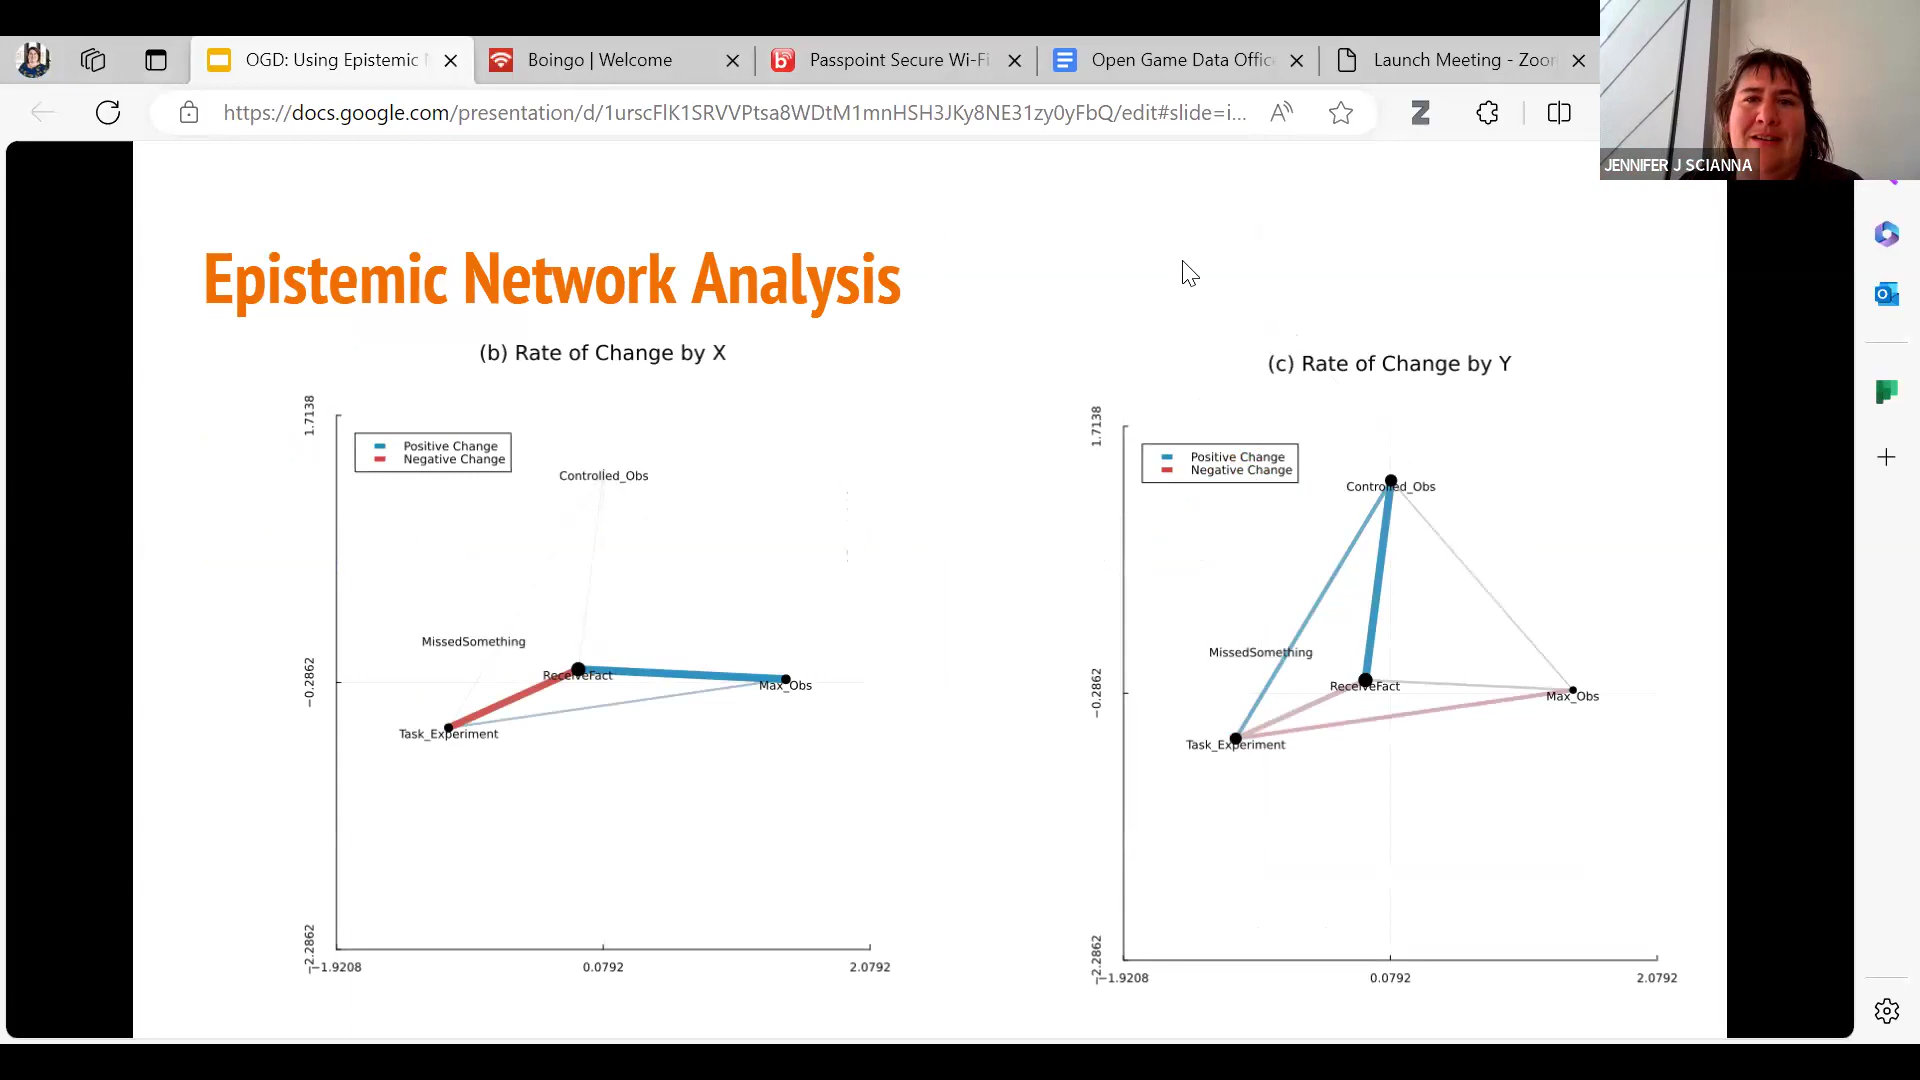 OGD: Using Epistemic
Boingo | Welcome
Passpoint Secure Wi-Fi
Open Game Data Offic
Launch Meeting - Zoom
https://docs.google.com/presentation/d/1urscFlK1SRVVPtsa8WDtM1mnHSH3JKy8NE31zy0yFbQ/edit#slide=i...
JENNIFER J SCIANNA
Epistemic Network Analysis
(b) Rate of Change by X
1.7138
Positive Change
Negative Change
Controlled_Obs
MissedSomething
-0.2862
ReceiveFact
Max_Obs
Task_Experiment
-2.2862
-1.9208
0.0792
2.0792
(c) Rate of Change by Y
1.7138
Positive Change
Negative Change
Controlled_Obs
MissedSomething
-0.2862
ReceiveFact
Max_Obs
Task_Experiment
-2.2862
-1.9208
0.0792
2.0792